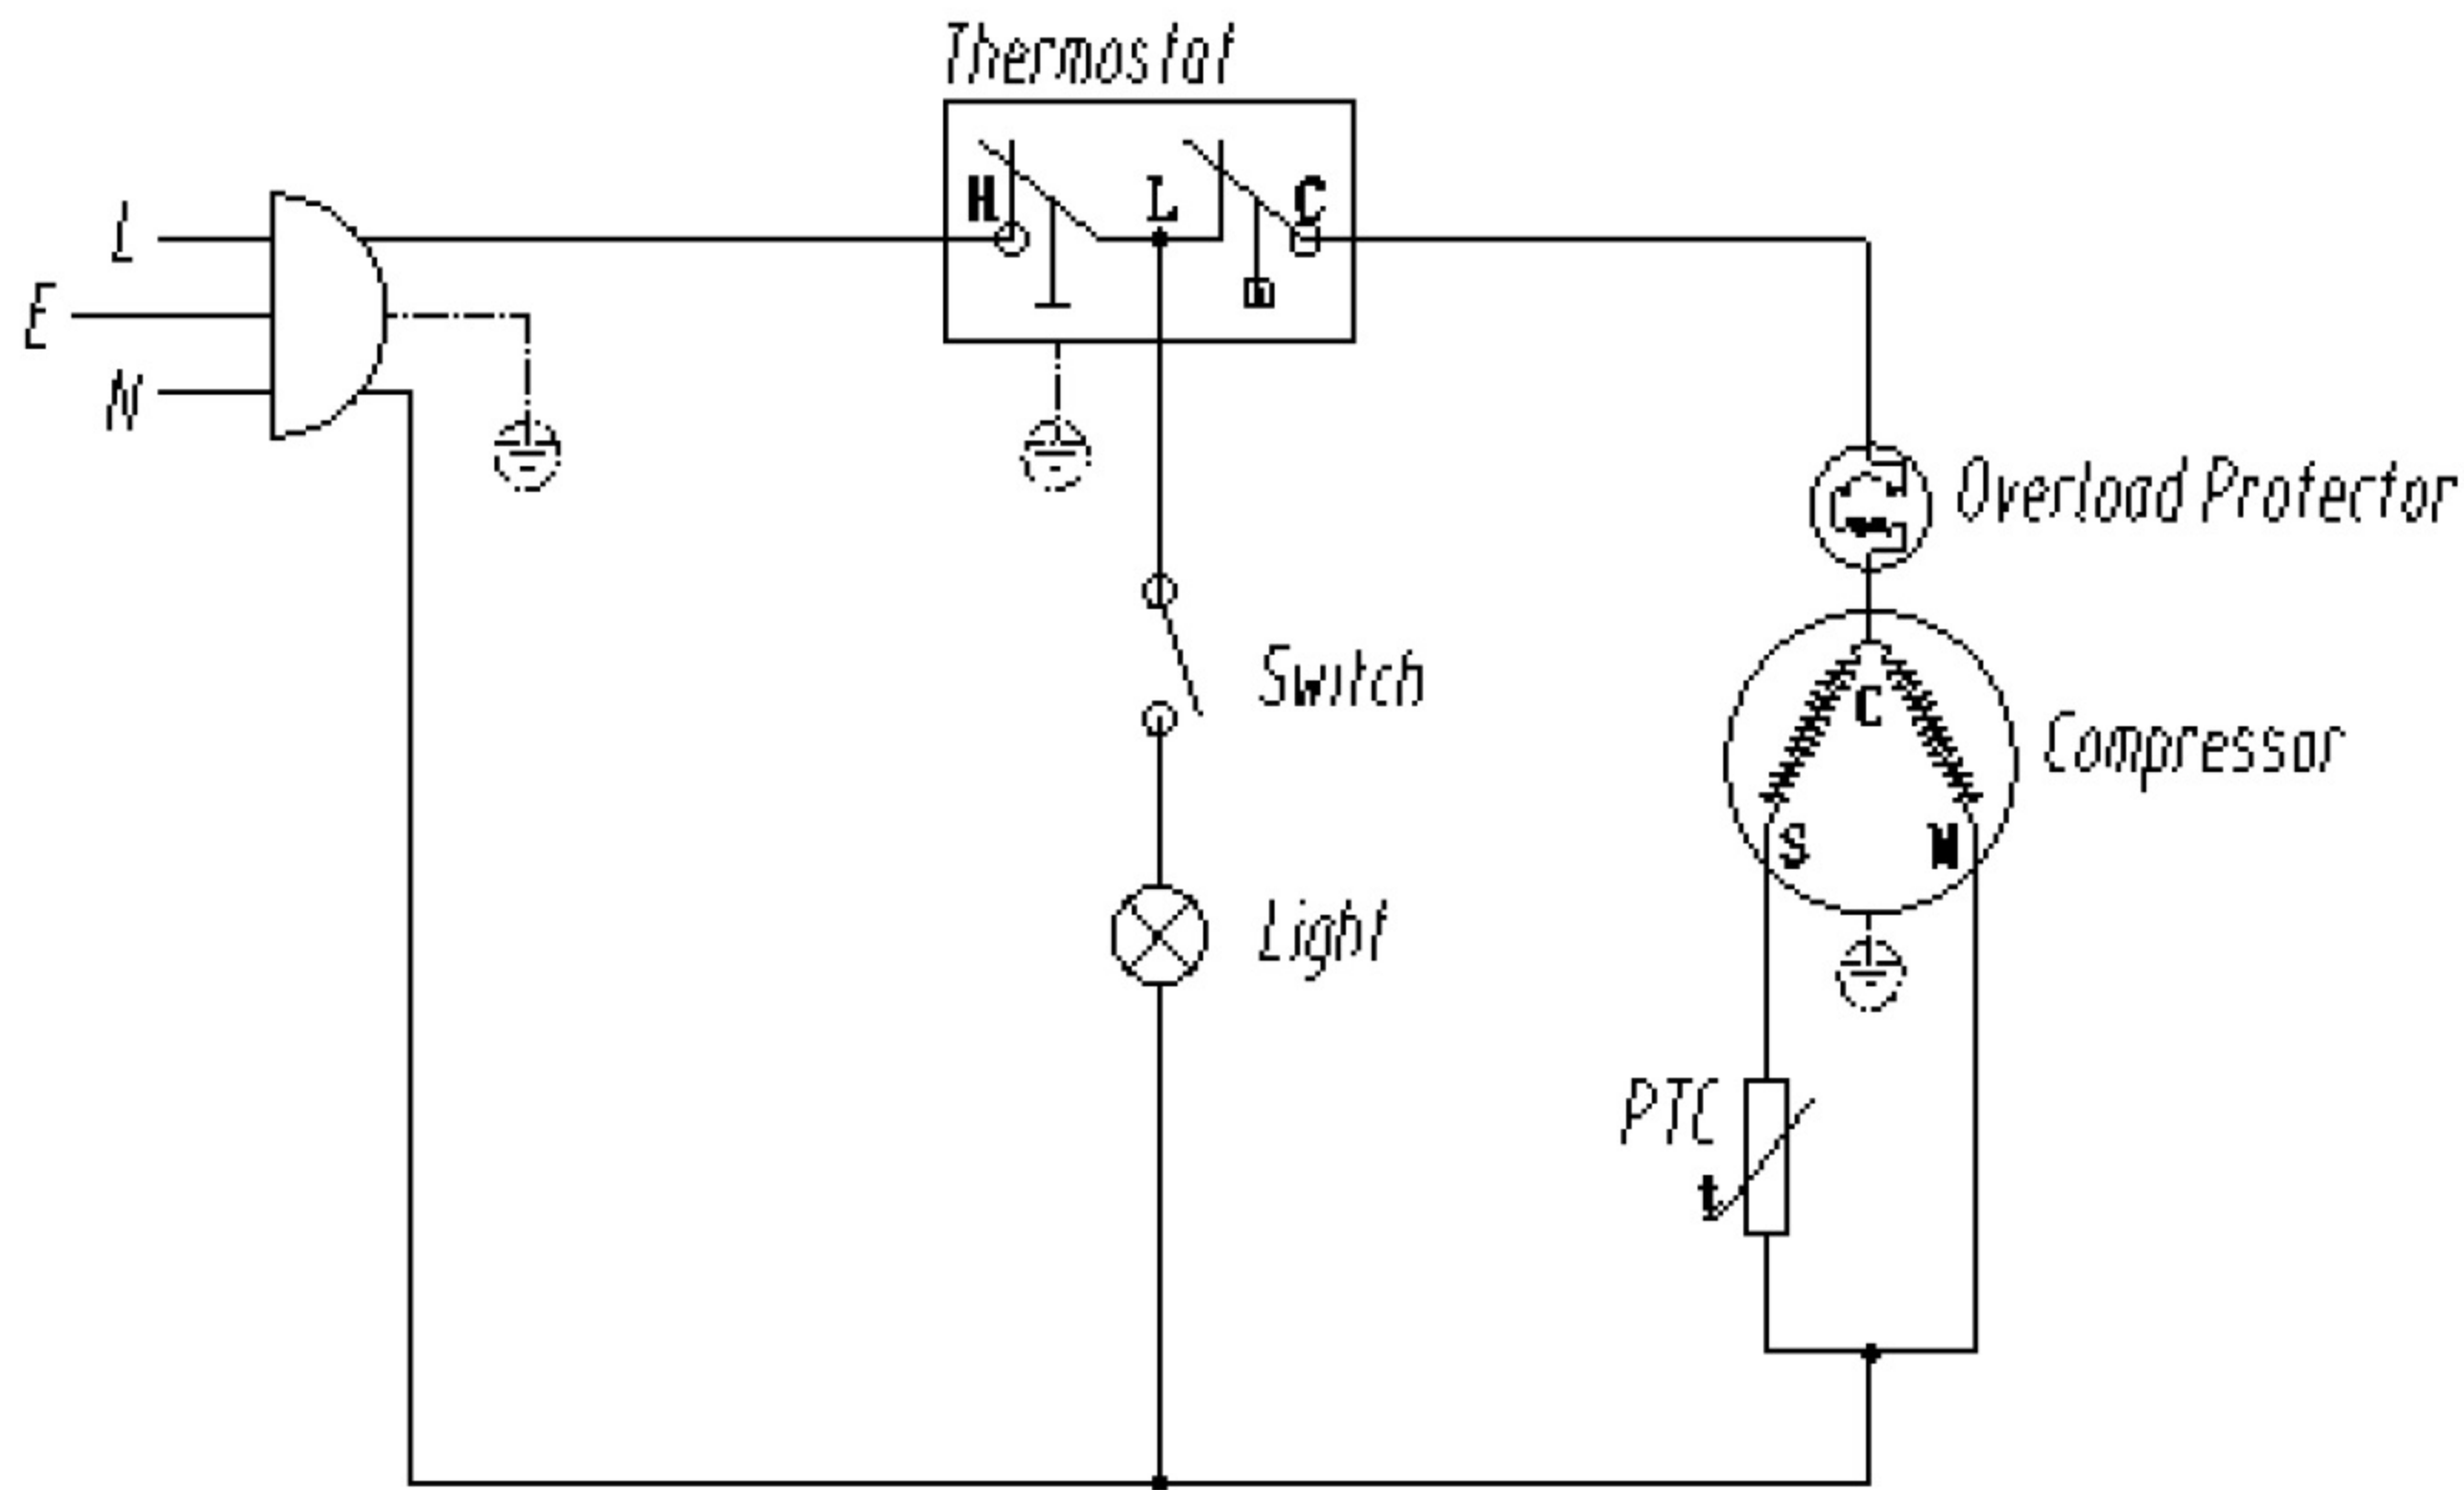 Thermostat
H L C
L
E
N
Overload Protector
Switch
C
Compressor
S M
Light
PTC
t